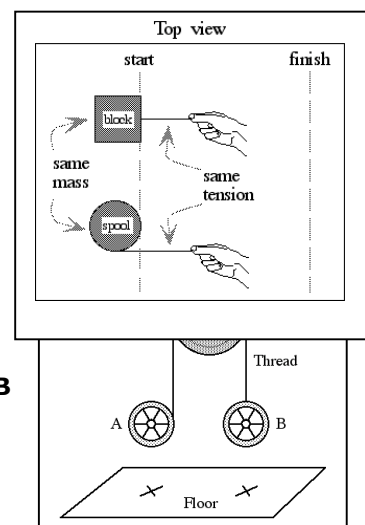 Top view
start
finish
block
same
mass
same
tension
spool
Thread
B
A
B
Floor